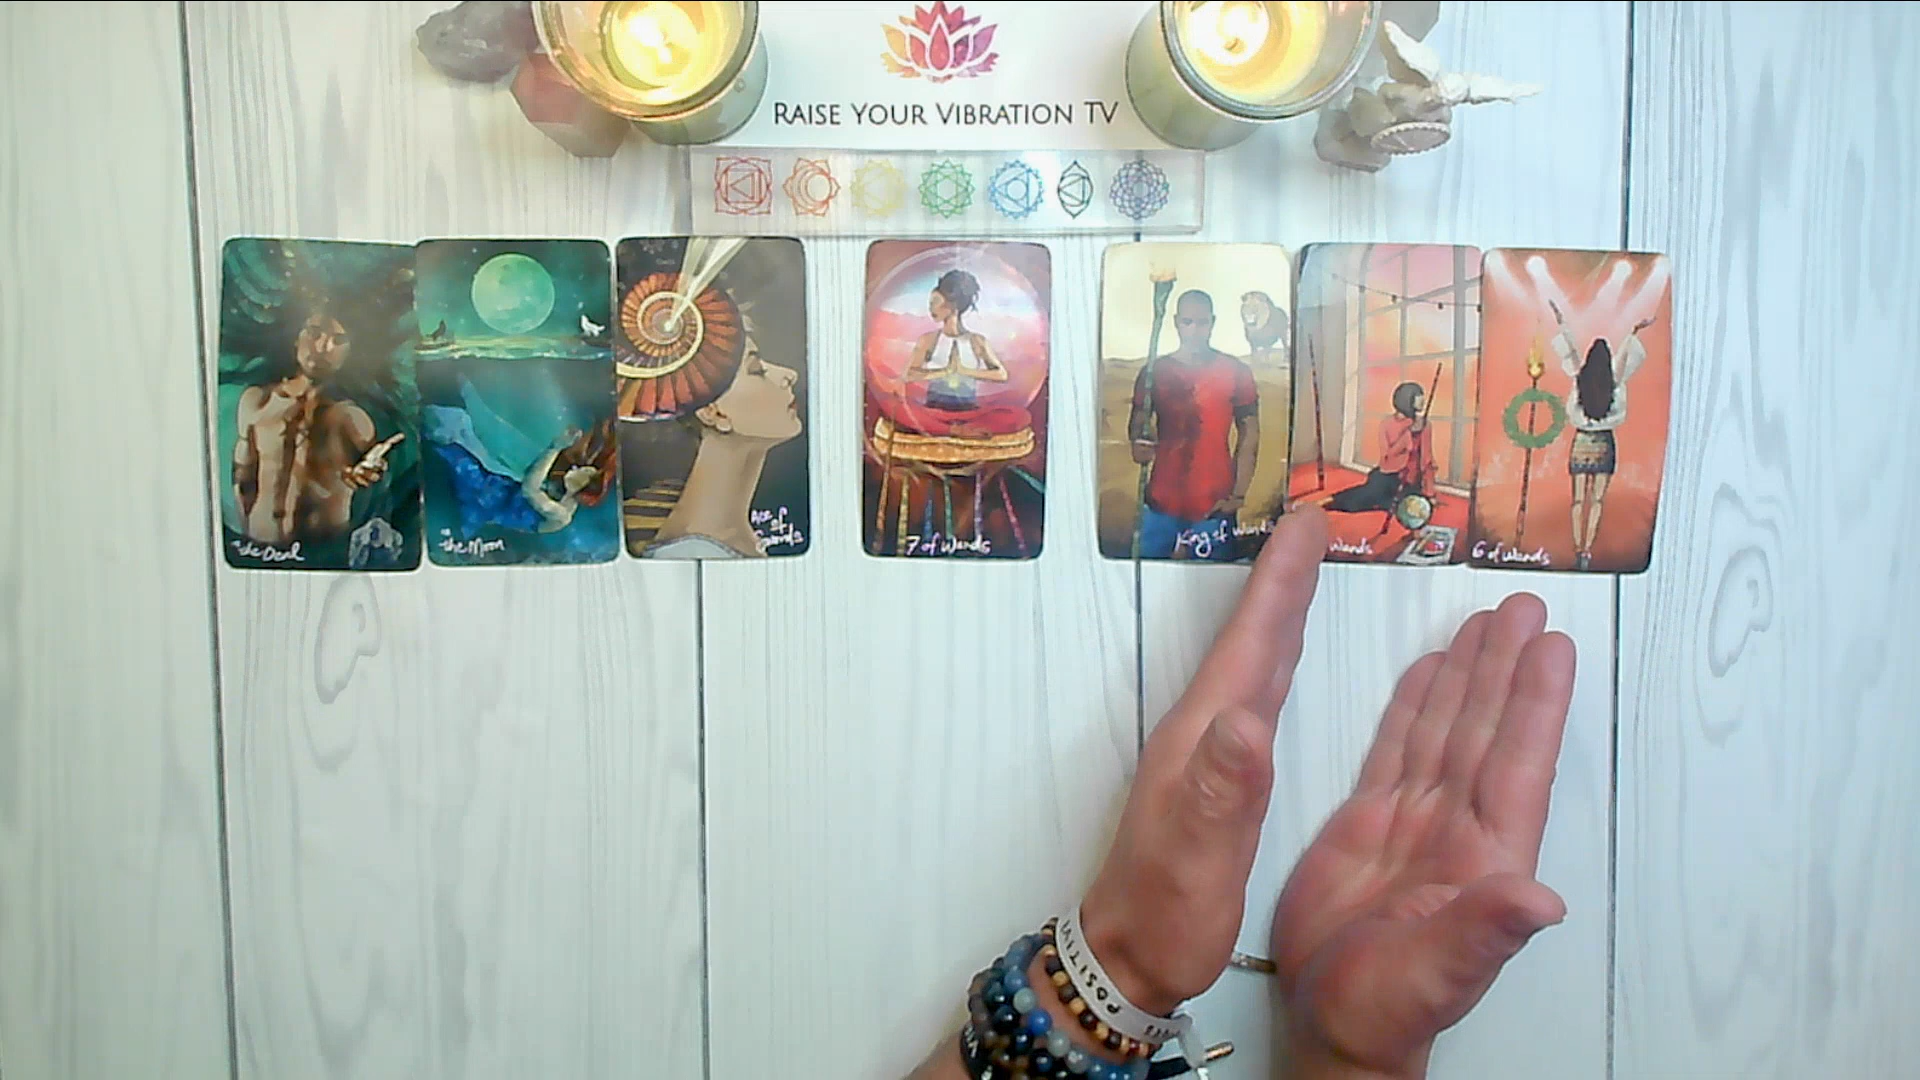 RAISE YOUR VIBRATION TV
The Devil
The Moon
Ace of
Swords
7 of Wands
King of Wands
Wands
6 of Wands
POSITIVE